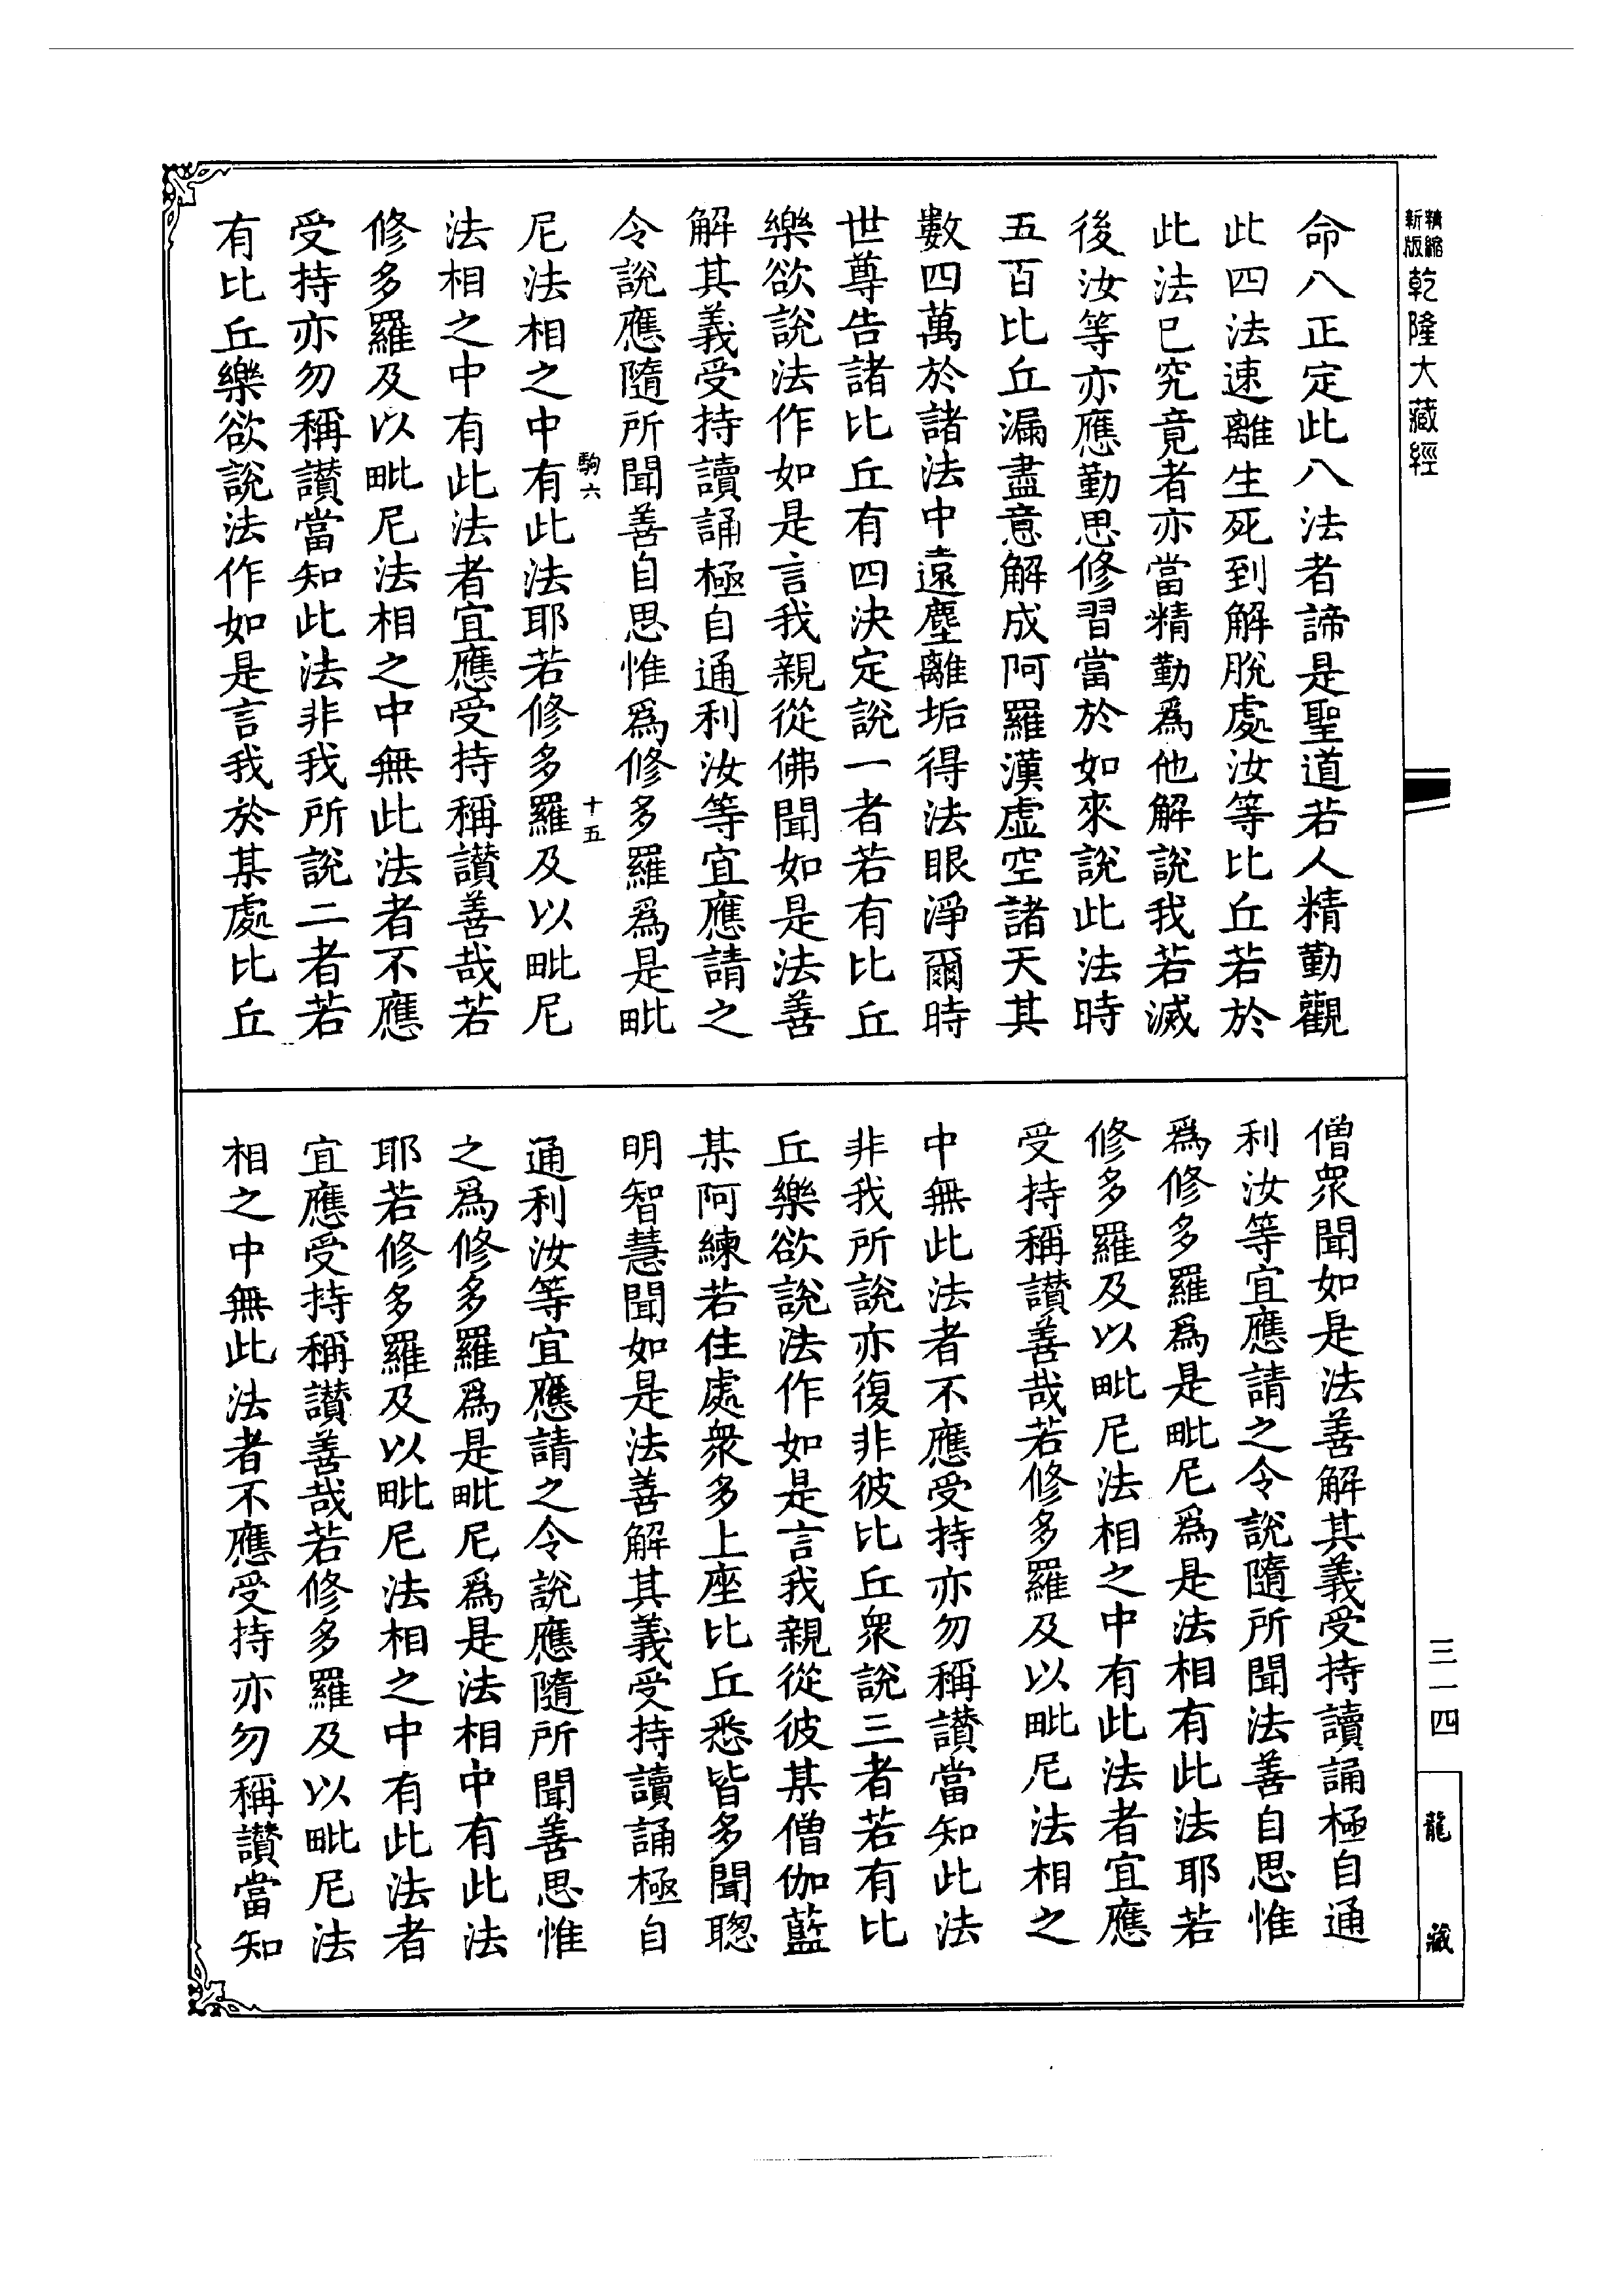 新版精縮乾隆大藏經
命八正定此八法者諦是聖道若人精勤觀
此四法速離生死到解脫處汝等比丘若於
此法已究竟者亦當精勤為他解說我若滅
後汝等亦應勤思修習當於如來說此法時
五百比丘漏盡意解成阿羅漢虛空諸天其
數四萬於諸法中遠塵離垢得法眼淨爾時
世尊告諸比丘有四決定說一者若有比丘
樂欲說法作如是言我親從佛聞如是法善
解其義受持讀誦極自通利汝等宜應請之
令說應隨所聞善自思惟為修多羅為是毗
駒六
十五
尼法相之中有此法耶若修多羅及以毗尼
法相之中有此法者宜應受持稱讚善哉若
修多羅及以毗尼法相之中無此法者不應
受持亦勿稱讚當知此法非我所說二者若
有比丘樂欲說法作如是言我於某處比丘
僧眾聞如是法善解其義受持讀誦極自通
利汝等宜應請之令說隨所聞法善自思惟
為修多羅為是毗尼為是法相有此法耶若
修多羅及以毗尼法相之中有此法者宜應
受持稱讚善哉若修多羅及以毗尼法相之
中無此法者不應受持亦勿稱讚當知此法
非我所說亦復非彼比丘眾說三者若有比
丘樂欲說法作如是言我親從彼某僧伽藍
某阿練若住處眾多上座比丘悉皆多聞聰
明智慧聞如是法善解其義受持讀誦極自
通利汝等宜應請之令說應隨所聞善思惟
之為修多羅為是毗尼為是法相中有此法
耶若修多羅及以毗尼法相之中有此法者
宜應受持稱讚善哉若修多羅及以毗尼法
相之中無此法者不應受持亦勿稱讚當知
三一四
龍藏